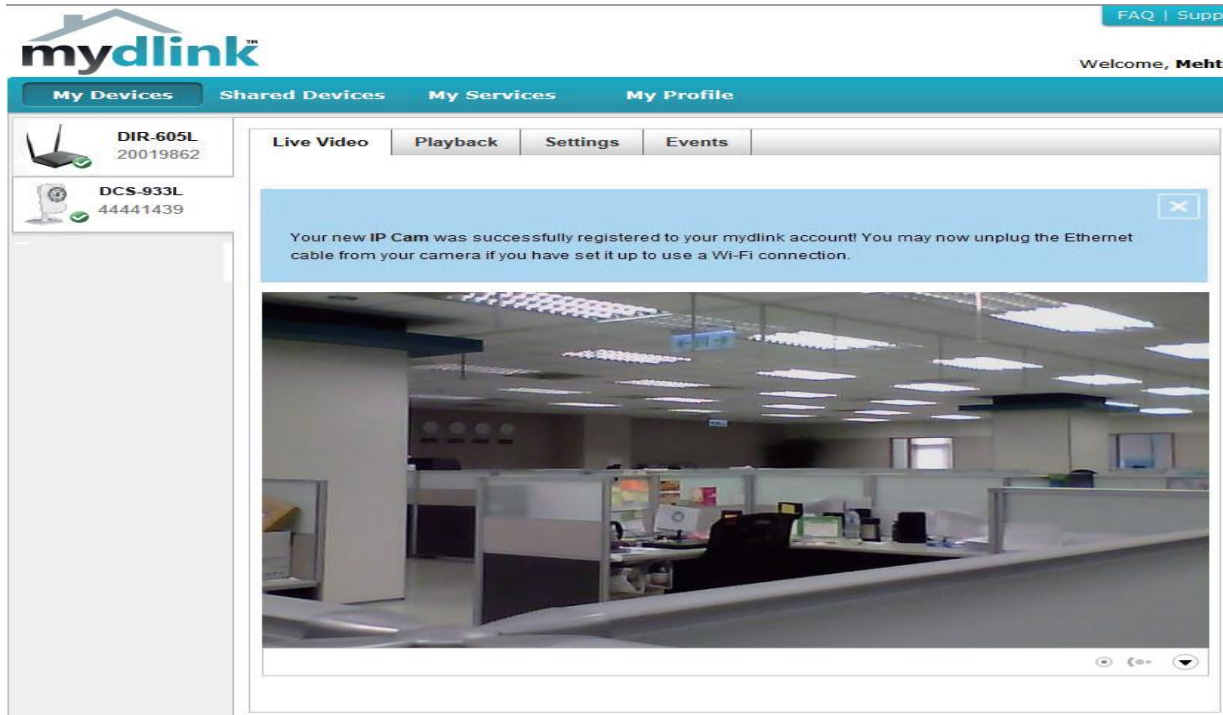 FAQ | Supp
mydlink™
Welcome, Meht
My Devices Shared Devices My Services My Profile
DIR-605L
20019862
DCS-933L
44441439
Live Video Playback Settings Events
Your new IP Cam was successfully registered to your mydlink account! You may now unplug the Ethernet
cable from your camera if you have set it up to use a Wi-Fi connection.